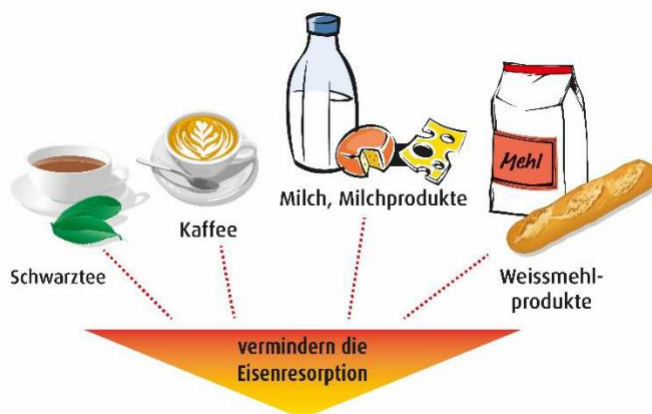 Mehl
Milch, Milchprodukte
Kaffee
Schwarztee
Weissmehl-
produkte
vermindern die
Eisenresorption